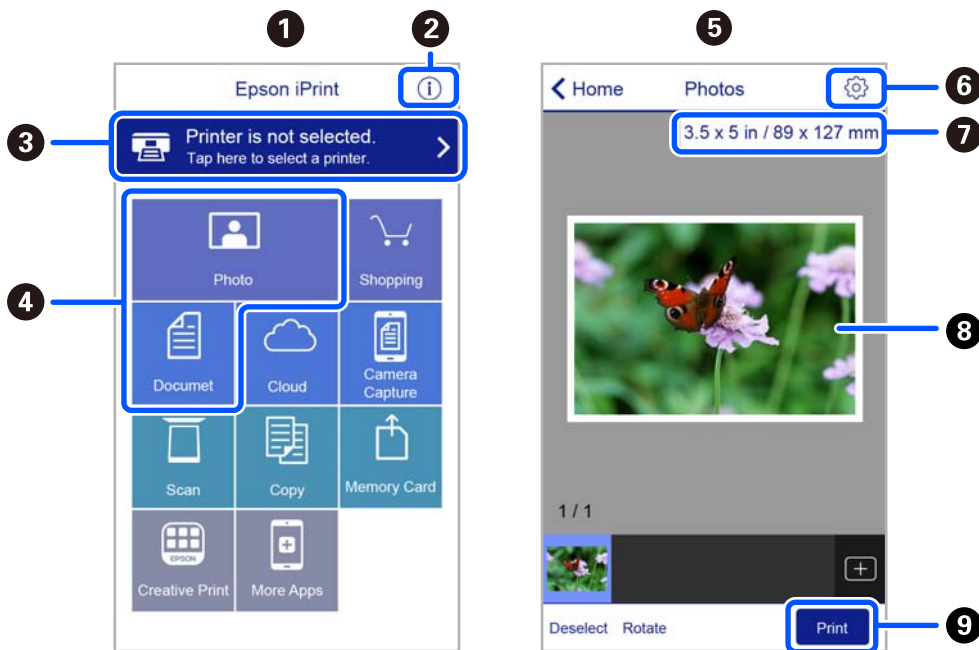 1
2
5
Epson iPrint
i
Home
Photos
6
3
Printer is not selected.
Tap here to select a printer.
3.5 x 5 in / 89 x 127 mm
7
4
Photo
Shopping
8
Documet
Cloud
Camera
Capture
Scan
Copy
Memory Card
1 / 1
EPSON
Creative Print
More Apps
Deselect
Rotate
Print
9